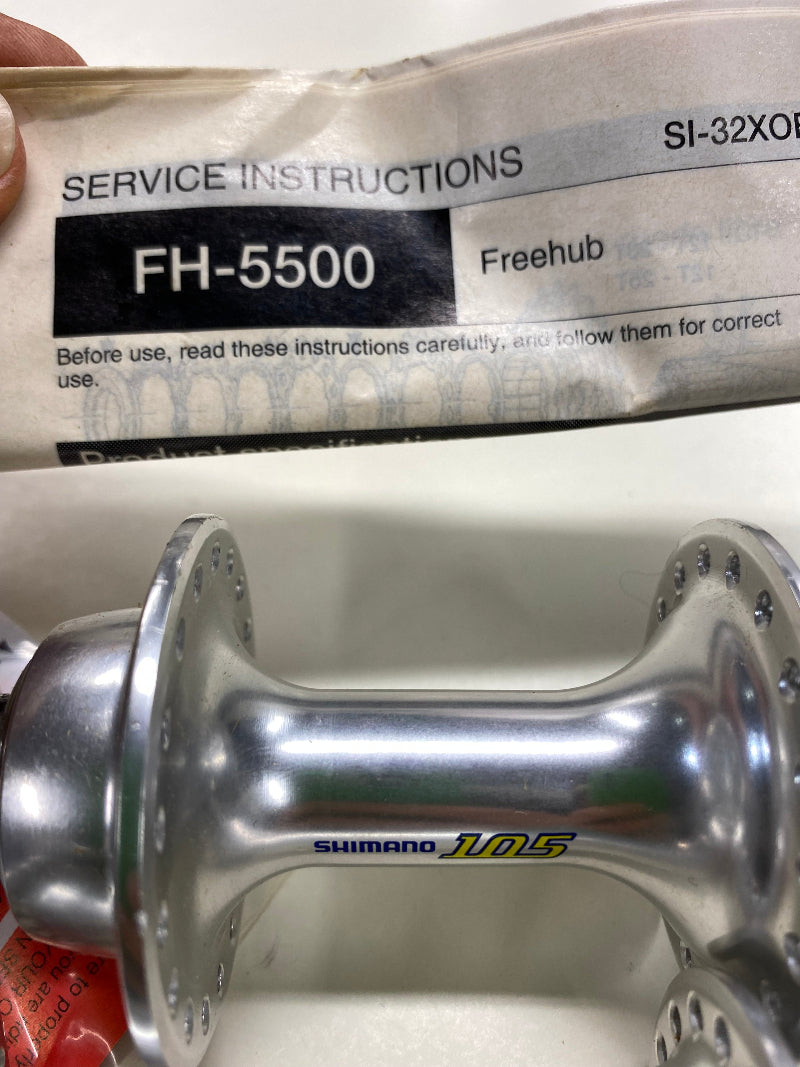 SI-32XOE
SERVICE INSTRUCTIONS
FH-5500
Freehub
Before use, read these instructions carefully, and follow them for correct
use.
SHIMANO 105